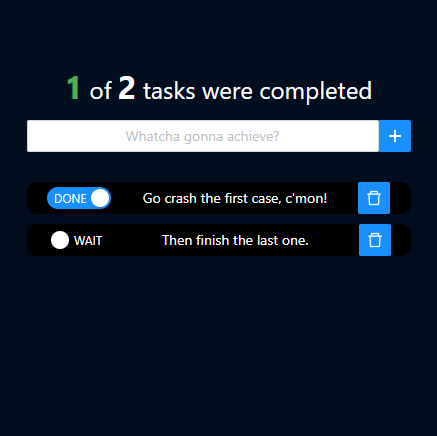 1 of 2 tasks were completed
Whatcha gonna achieve?
DONE Go crash the first case, c'mon!
WAIT Then finish the last one.